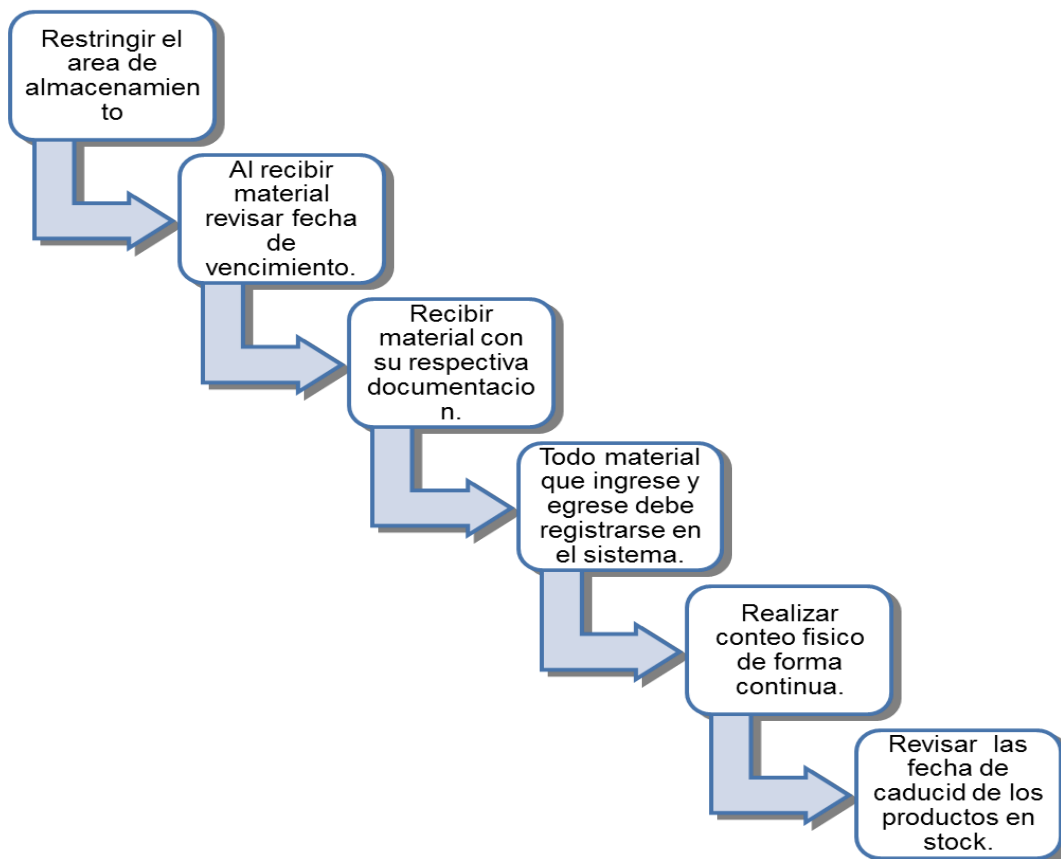 Restringir el
area de
almacenamien
to
Al recibir
material
revisar fecha
de
vencimiento.
Recibir
material con
su respectiva
documentacio
n.
Todo material
que ingrese y
egrese debe
registrarse en
el sistema.
Realizar
conteo fisico
de forma
continua.
Revisar las
fecha de
caducid de los
productos en
stock.